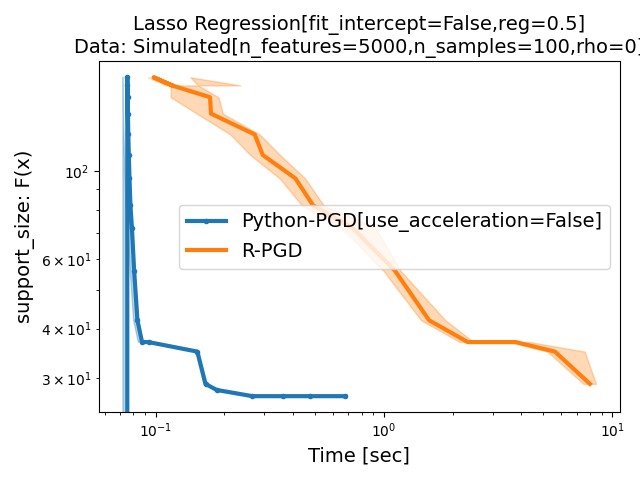 Lasso Regression[fit_intercept=False,reg=0.5]
Data: Simulated[n_features=5000,n_samples=100,rho=0]
support_size: F(x)
10²
6 × 10¹
4 × 10¹
3 × 10¹
Python-PGD[use_acceleration=False]
R-PGD
10⁻¹ 10⁰ 10¹
Time [sec]